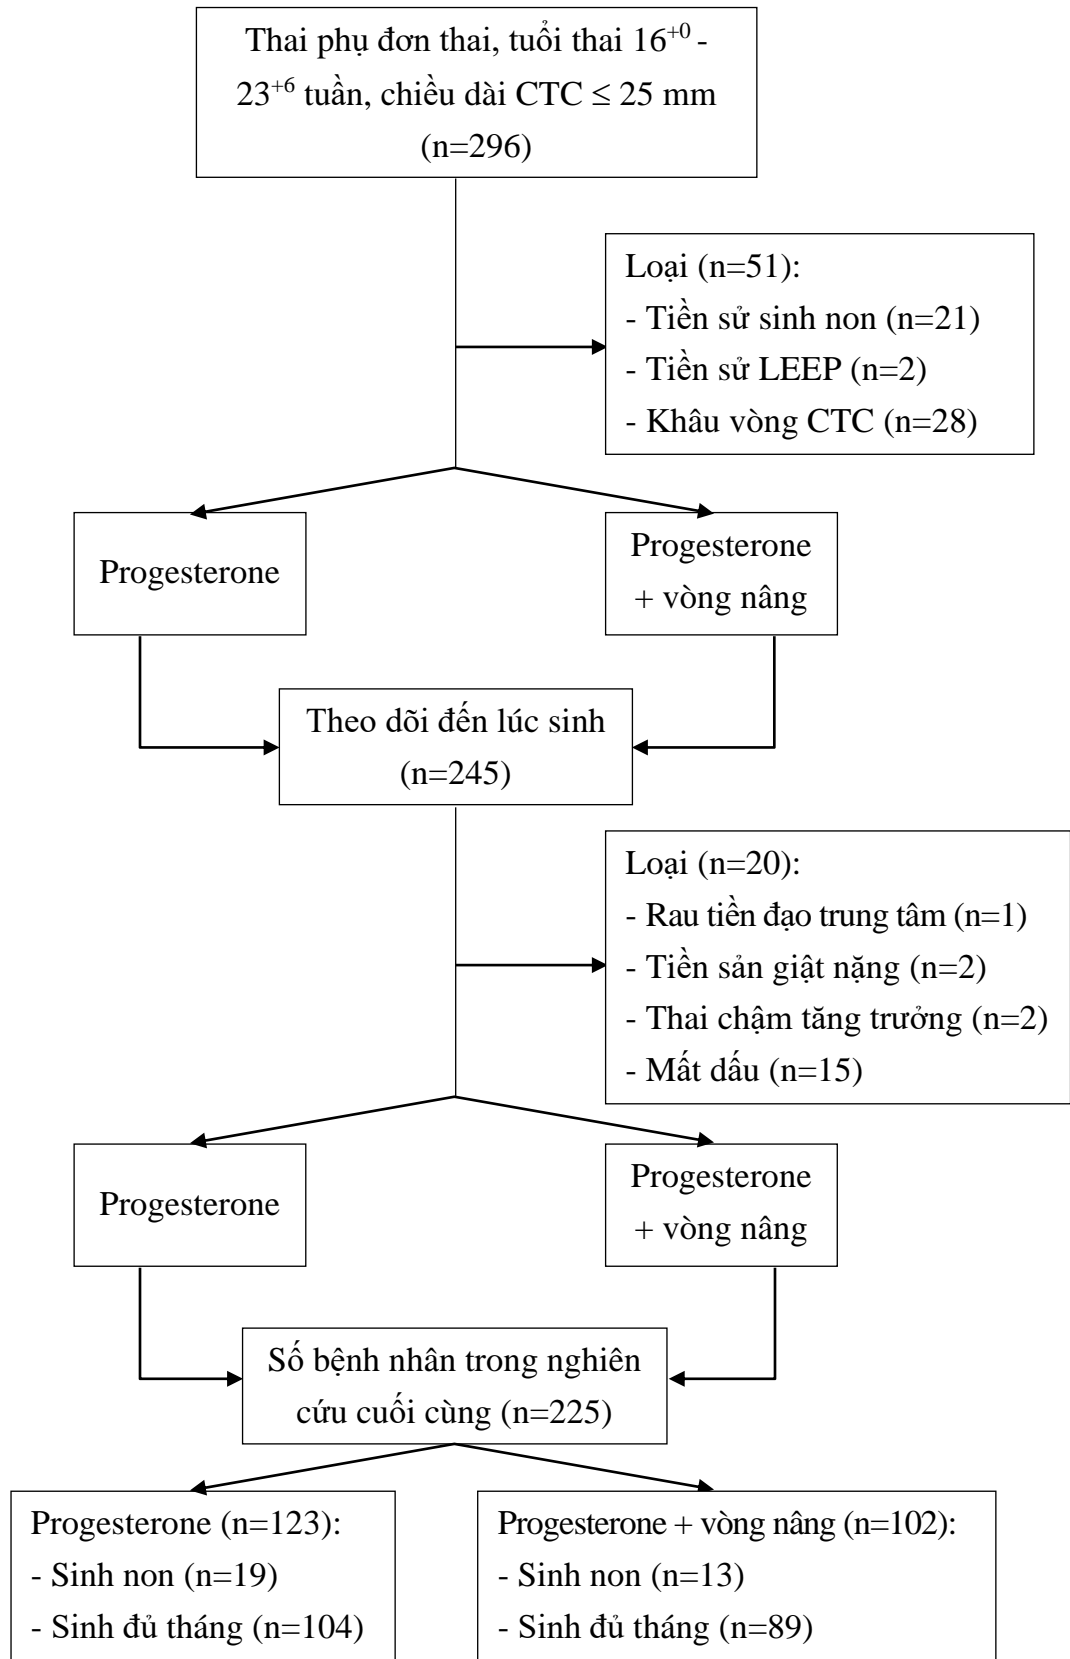 Thai phụ đơn thai, tuổi thai 16⁺⁰ -
23⁺⁶ tuần, chiều dài CTC ≤ 25 mm
(n=296)
Loại (n=51):
- Tiền sử sinh non (n=21)
- Tiền sử LEEP (n=2)
- Khâu vòng CTC (n=28)
Progesterone
Progesterone
+ vòng nâng
Theo dõi đến lúc sinh
(n=245)
Loại (n=20):
- Rau tiền đạo trung tâm (n=1)
- Tiền sản giật nặng (n=2)
- Thai chậm tăng trưởng (n=2)
- Mất dấu (n=15)
Progesterone
Progesterone
+ vòng nâng
Số bệnh nhân trong nghiên
cứu cuối cùng (n=225)
Progesterone (n=123):
- Sinh non (n=19)
- Sinh đủ tháng (n=104)
Progesterone + vòng nâng (n=102):
- Sinh non (n=13)
- Sinh đủ tháng (n=89)